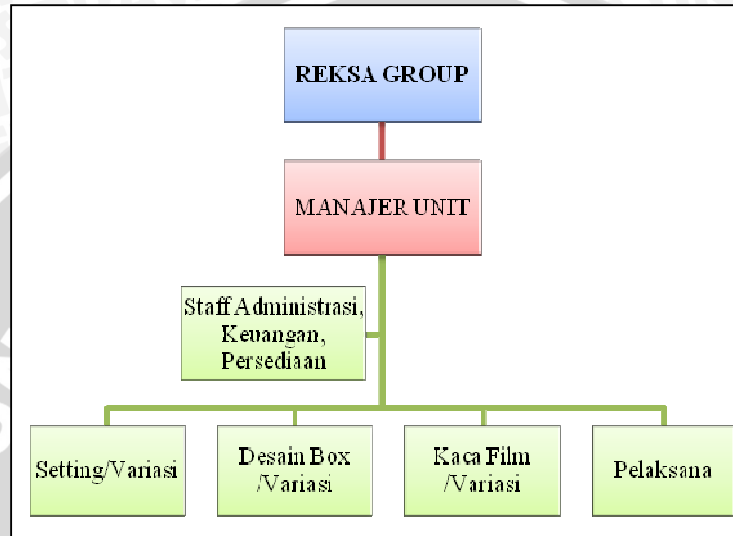 REKSA GROUP
MANAJER UNIT
Staff Administrasi,
Keuangan,
Persediaan
Setting/Variasi
Desain Box
/Variasi
Kaca Film
/Variasi
Pelaksana